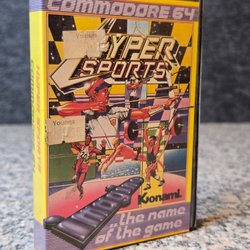 COMMODORE 64
HYPER
SPORTS
Konami
the name
of the game